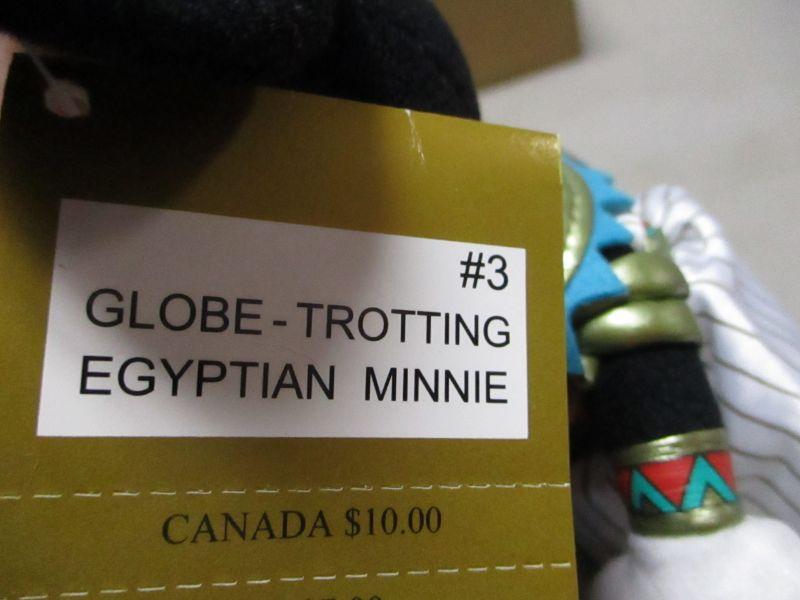 #3
GLOBE-TROTTING
EGYPTIAN MINNIE
CANADA $10.00